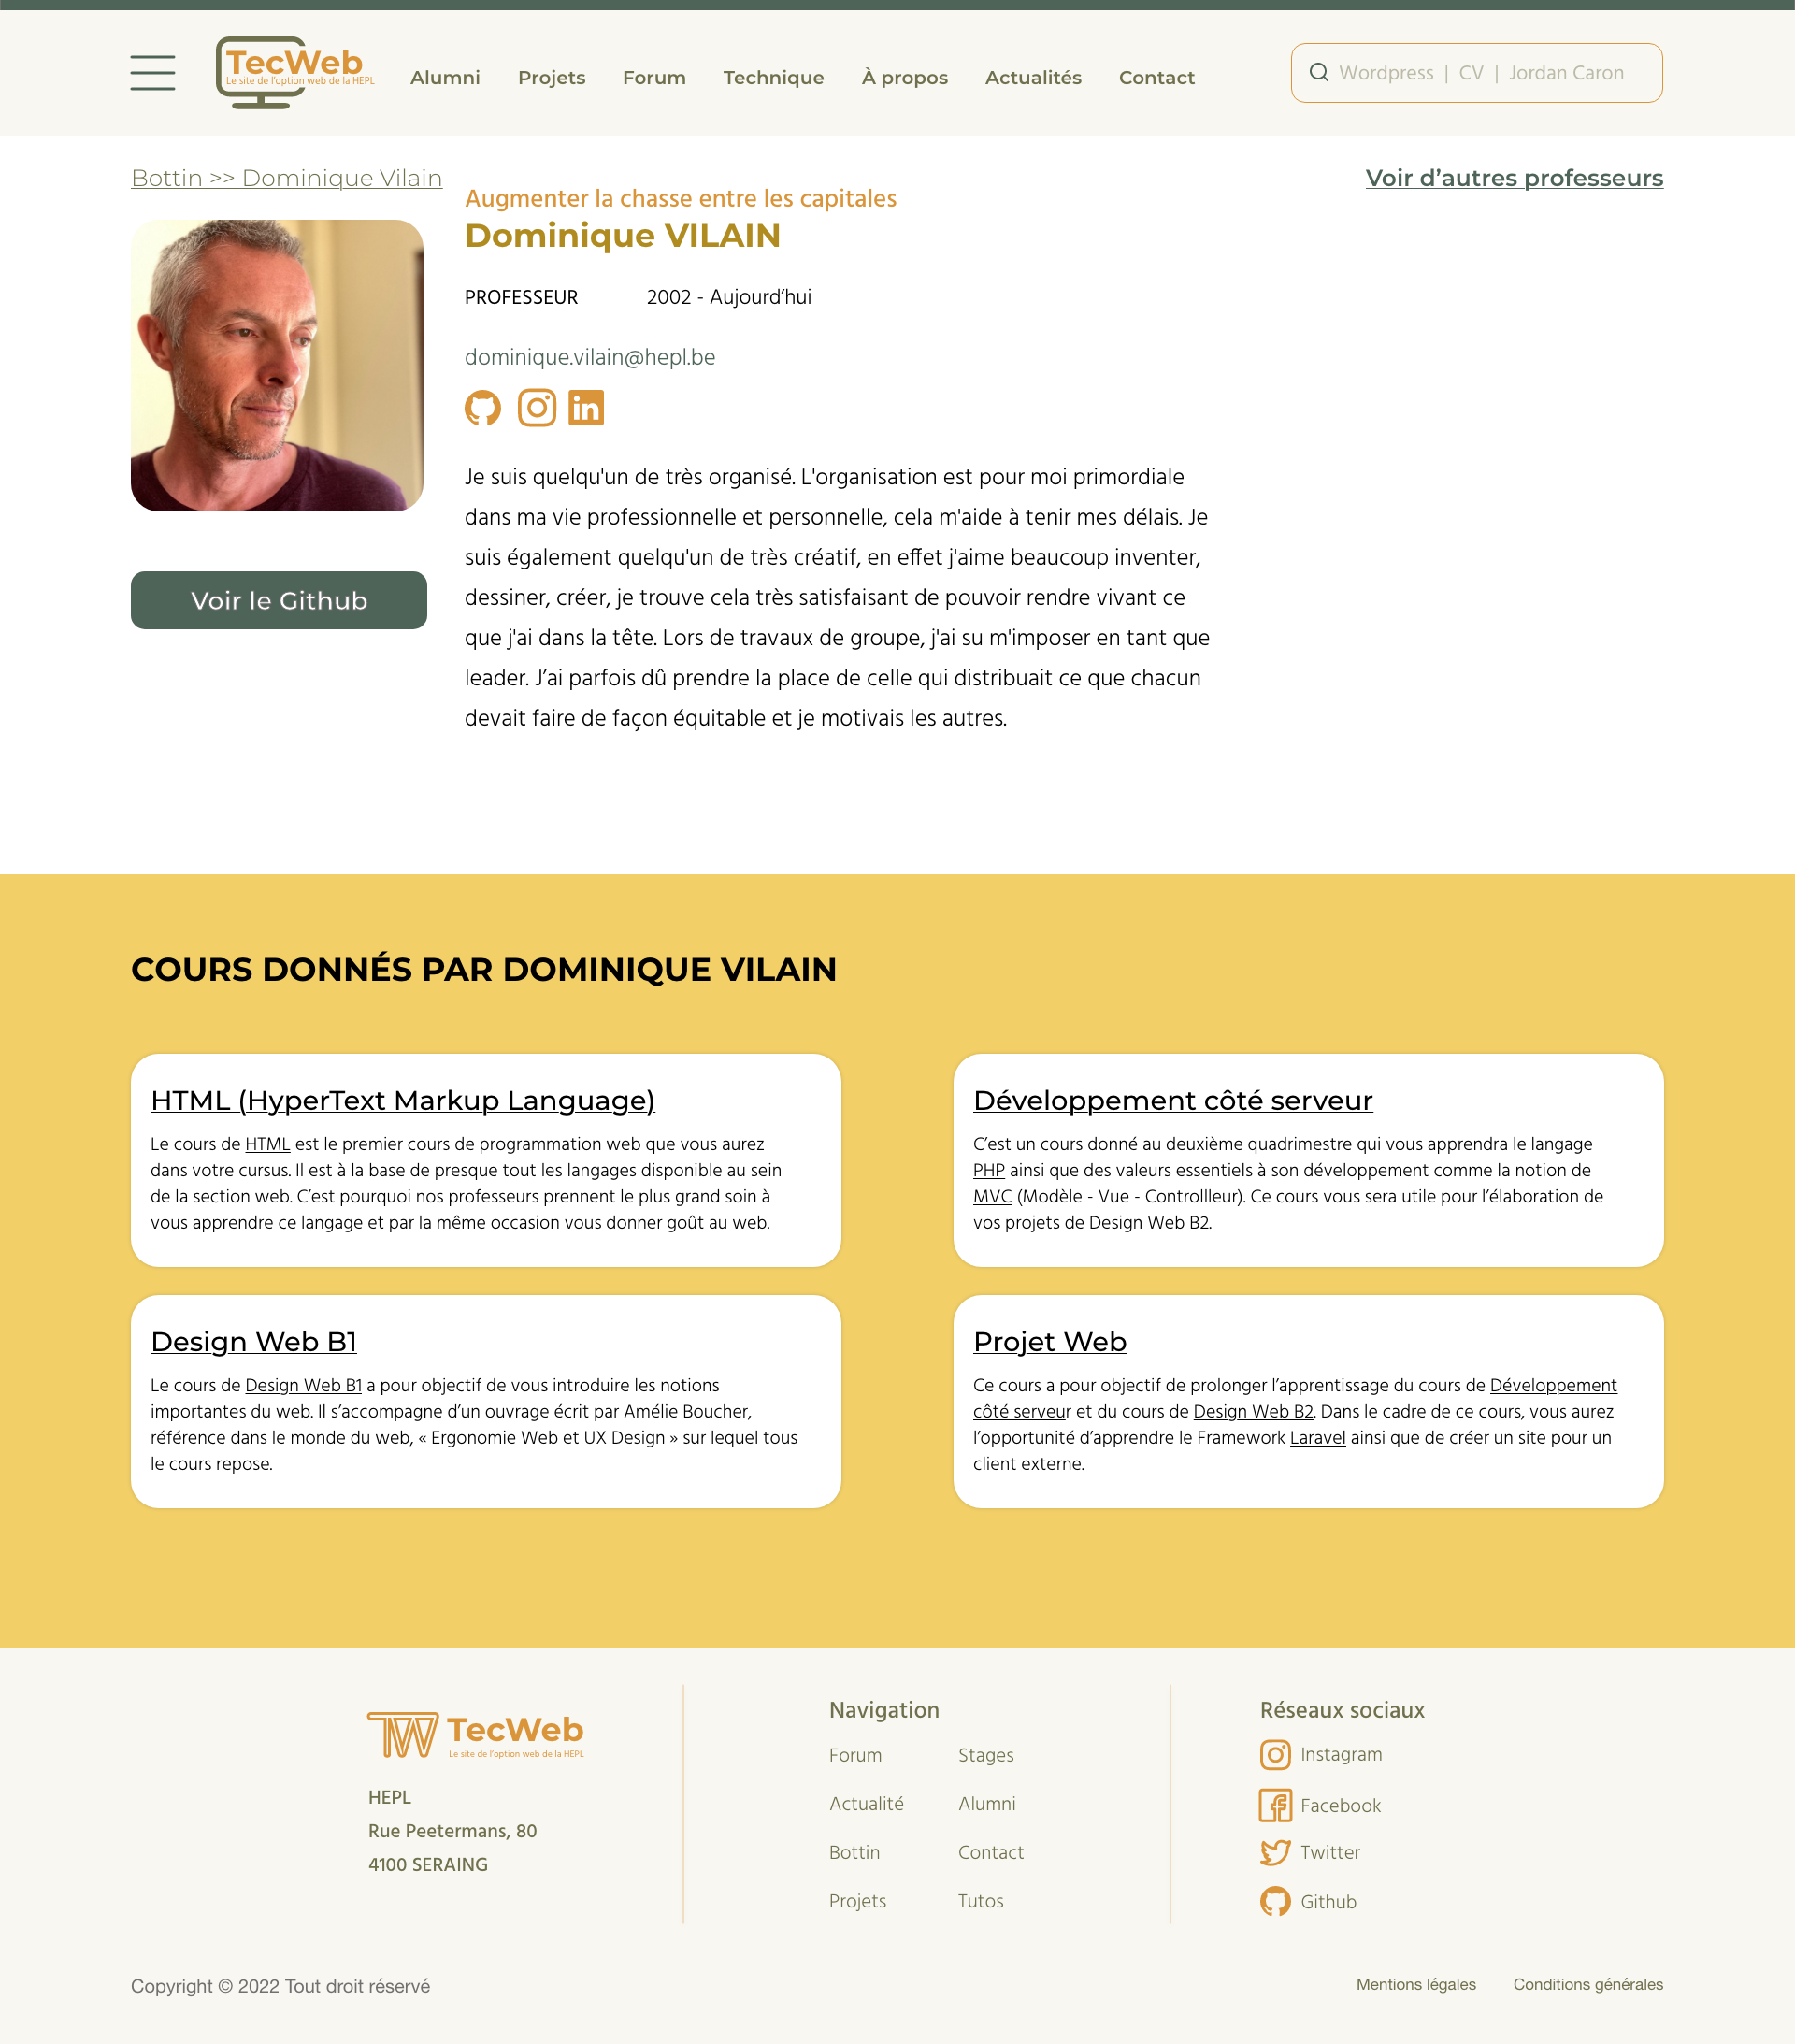 TecWeb
Le site de l'option web de la HEPL
Alumni
Projets
Forum
Technique
À propos
Actualités
Contact
Wordpress | CV | Jordan Caron
Bottin >> Dominique Vilain
Voir d’autres professeurs
Augmenter la chasse entre les capitales
Dominique VILAIN
PROFESSEUR
2002 - Aujourd’hui
dominique.vilain@hepl.be
Je suis quelqu'un de très organisé. L'organisation est pour moi primordiale
dans ma vie professionnelle et personnelle, cela m'aide à tenir mes délais. Je
suis également quelqu'un de très créatif, en effet j'aime beaucoup inventer,
dessiner, créer, je trouve cela très satisfaisant de pouvoir rendre vivant ce
que j'ai dans la tête. Lors de travaux de groupe, j'ai su m'imposer en tant que
leader. J’ai parfois dû prendre la place de celle qui distribuait ce que chacun
devait faire de façon équitable et je motivais les autres.
Voir le Github
COURS DONNÉS PAR DOMINIQUE VILAIN
HTML (HyperText Markup Language)
Le cours de HTML est le premier cours de programmation web que vous aurez
dans votre cursus. Il est à la base de presque tout les langages disponible au sein
de la section web. C’est pourquoi nos professeurs prennent le plus grand soin à
vous apprendre ce langage et par la même occasion vous donner goût au web.
Développement côté serveur
C’est un cours donné au deuxième quadrimestre qui vous apprendra le langage
PHP ainsi que des valeurs essentiels à son développement comme la notion de
MVC (Modèle - Vue - Controllleur). Ce cours vous sera utile pour l’élaboration de
vos projets de Design Web B2.
Design Web B1
Le cours de Design Web B1 a pour objectif de vous introduire les notions
importantes du web. Il s’accompagne d’un ouvrage écrit par Amélie Boucher,
référence dans le monde du web, « Ergonomie Web et UX Design » sur lequel tous
le cours repose.
Projet Web
Ce cours a pour objectif de prolonger l’apprentissage du cours de Développement
côté serveur et du cours de Design Web B2. Dans le cadre de ce cours, vous aurez
l’opportunité d’apprendre le Framework Laravel ainsi que de créer un site pour un
client externe.
TW TecWeb
Le site de l'option web de la HEPL
HEPL
Rue Peetermans, 80
4100 SERAING
Navigation
Forum
Stages
Actualité
Alumni
Bottin
Contact
Projets
Tutos
Réseaux sociaux
Instagram
Facebook
Twitter
Github
Copyright © 2022 Tout droit réservé
Mentions légales
Conditions générales